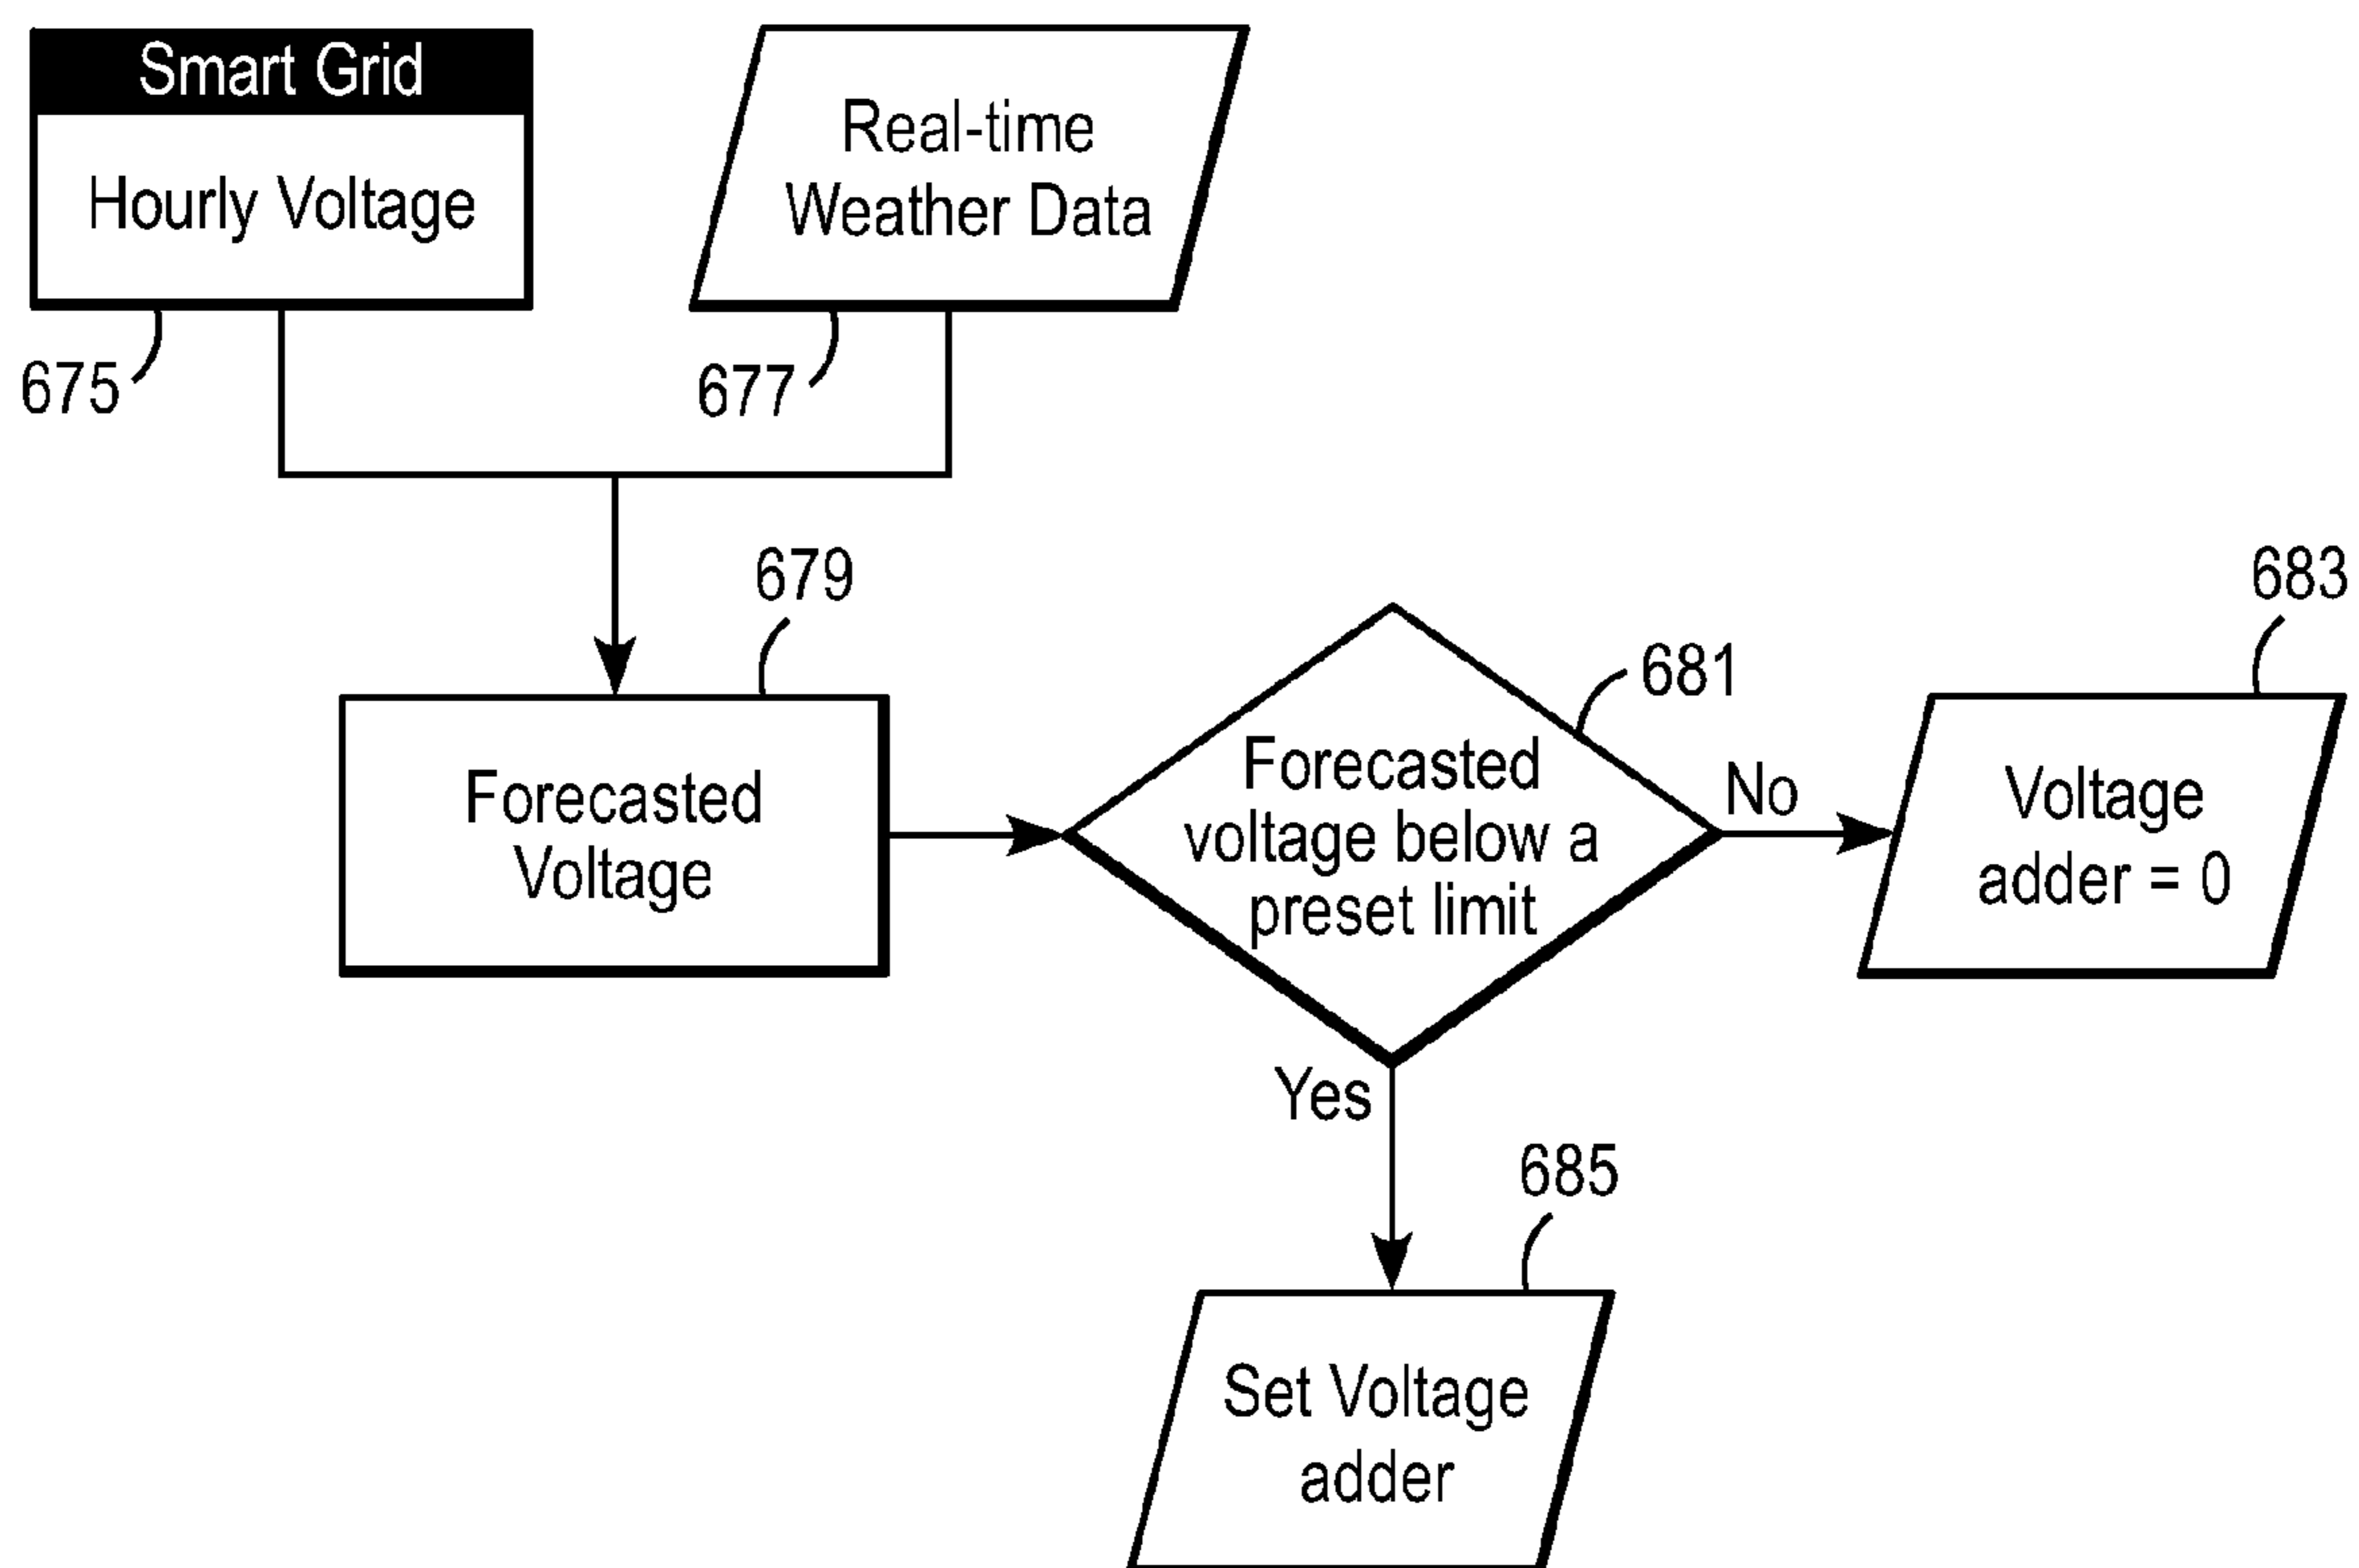 Smart Grid
Hourly Voltage
675
Real-time
Weather Data
677
679
Forecasted
Voltage
681
Forecasted
voltage below a
preset limit
No
683
Voltage
adder = 0
Yes
685
Set Voltage
adder